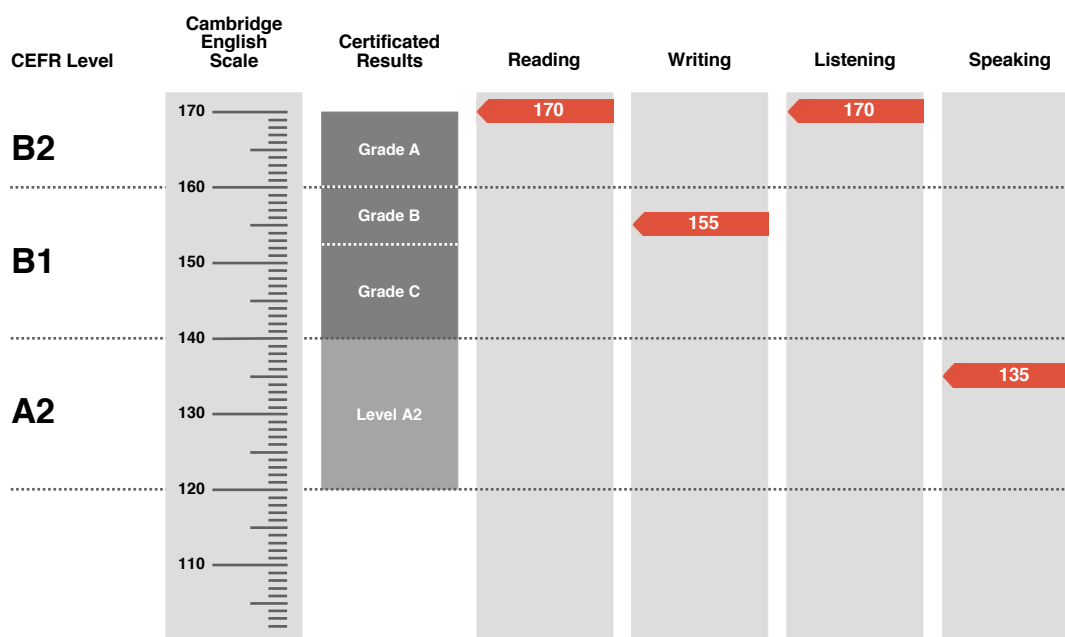 CEFR Level
Cambridge
English
Scale
Certificated
Results
Reading
Writing
Listening
Speaking
170
170
170
B2
Grade A
160
Grade B
155
B1
150
Grade C
140
135
A2
130
Level A2
120
110